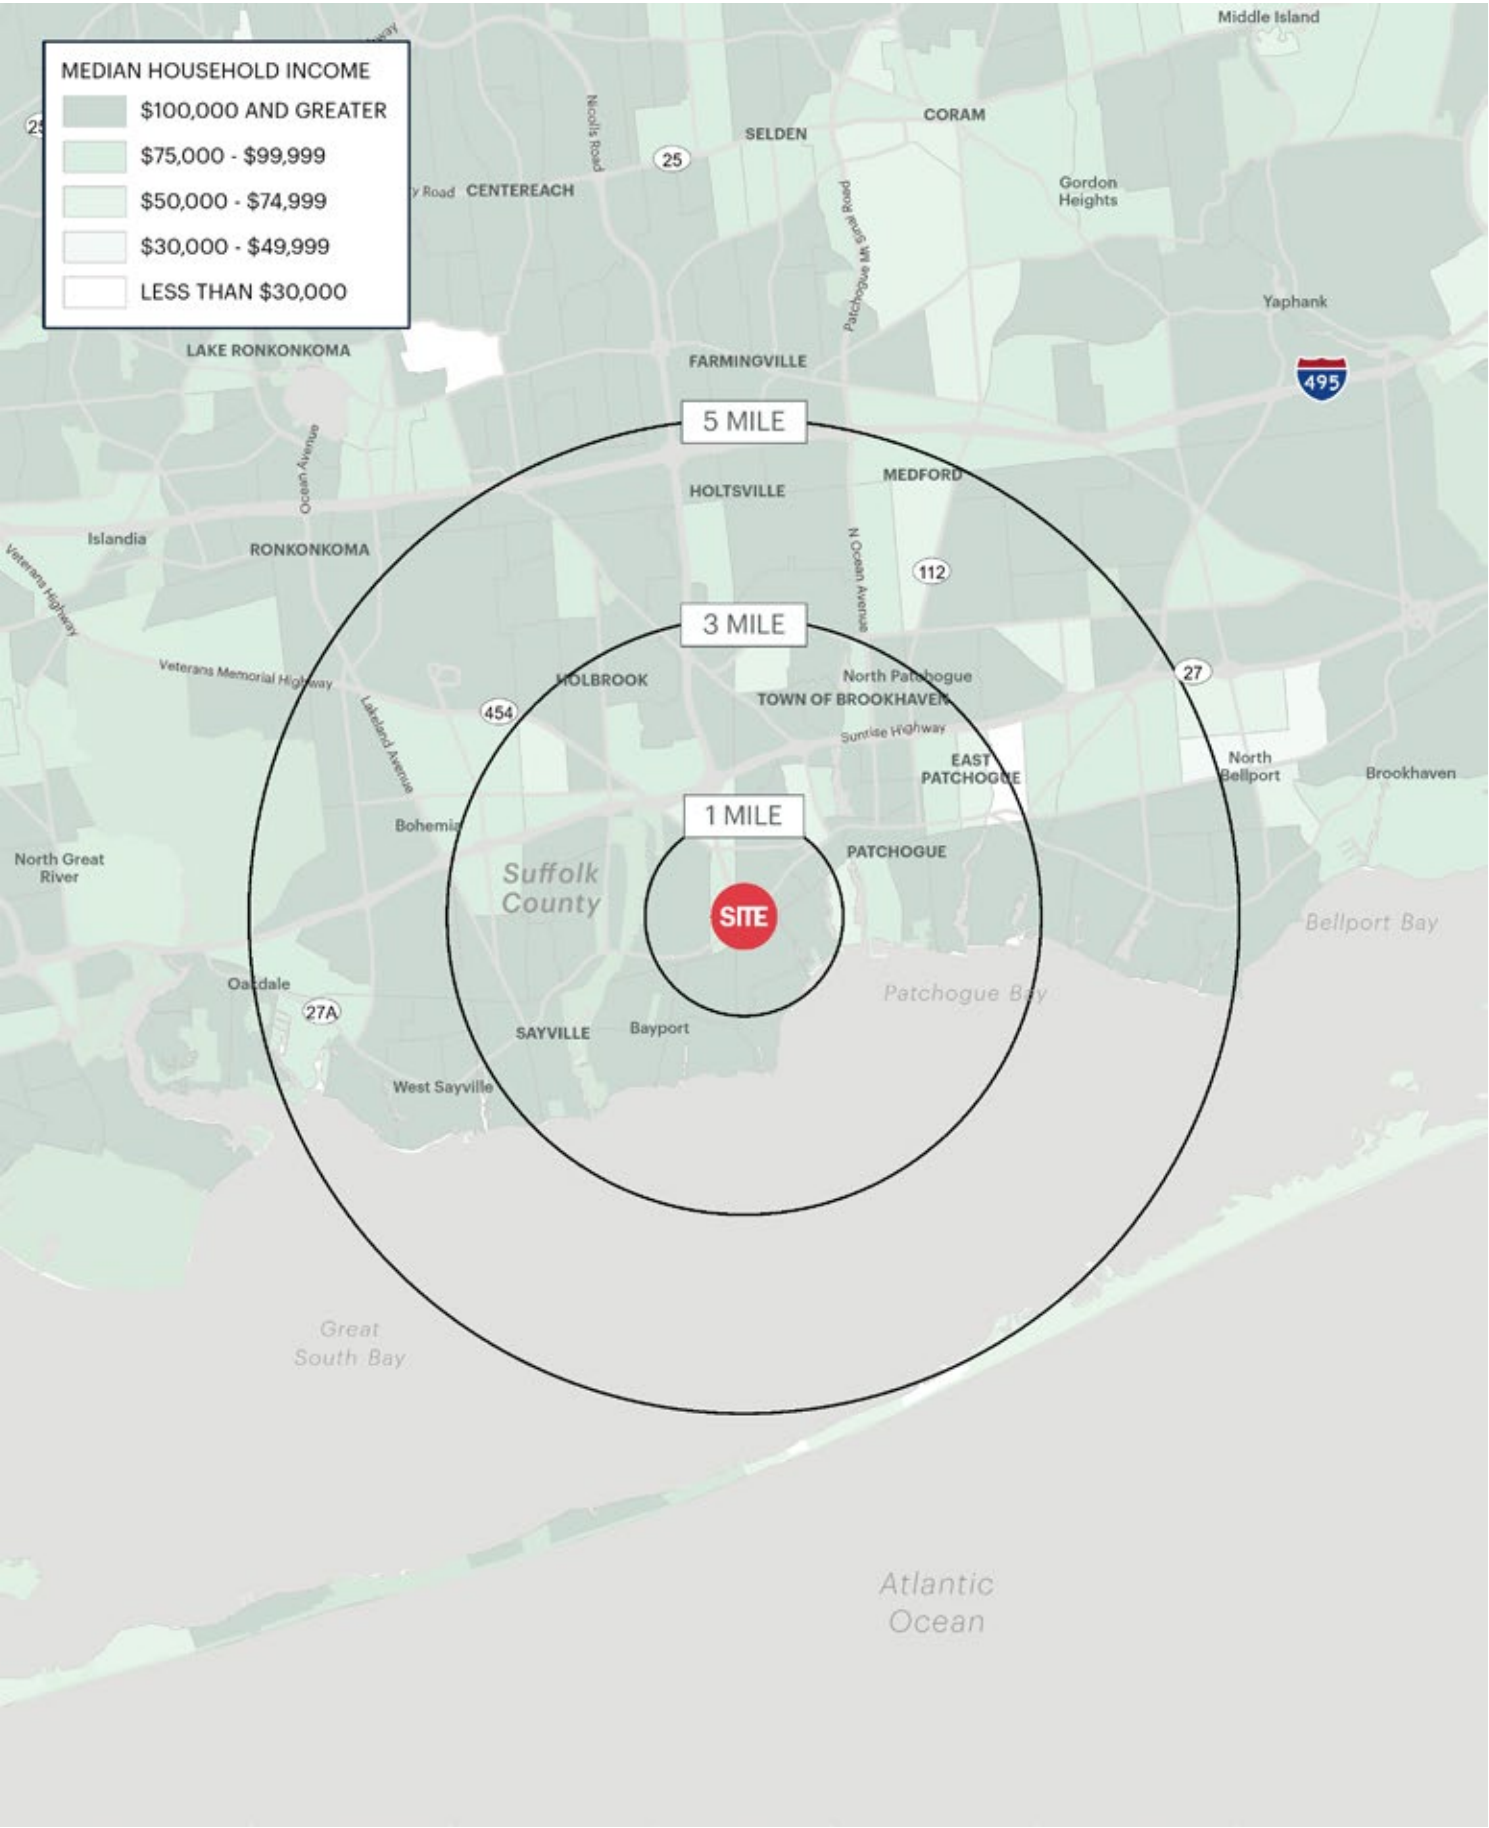 MEDIAN HOUSEHOLD INCOME
$100,000 AND GREATER
$75,000 - $99,999
$50,000 - $74,999
$30,000 - $49,999
LESS THAN $30,000
Middle Island
CORAM
SELDEN
25
Nicolls Road
CENTEREACH
Gordon
Heights
Patchogue Mt Sinai Road
Yaphank
LAKE RONKONKOMA
FARMINGVILLE
495
5 MILE
Ocean Avenue
MEDFORD
HOLTSVILLE
Islandia
RONKONKOMA
Veterans Highway
N Ocean Avenue
112
3 MILE
Veterans Memorial Highway
HOLBROOK
North Patchogue
27
TOWN OF BROOKHAVEN
454
Lakeland Avenue
Sunrise Highway
EAST
PATCHOGUE
North
Bellport
Brookhaven
1 MILE
Bohemia
PATCHOGUE
North Great
River
Suffolk
County
SITE
Bellport Bay
Oakdale
Patchogue Bay
27A
SAYVILLE
Bayport
West Sayville
Great
South Bay
Atlantic
Ocean